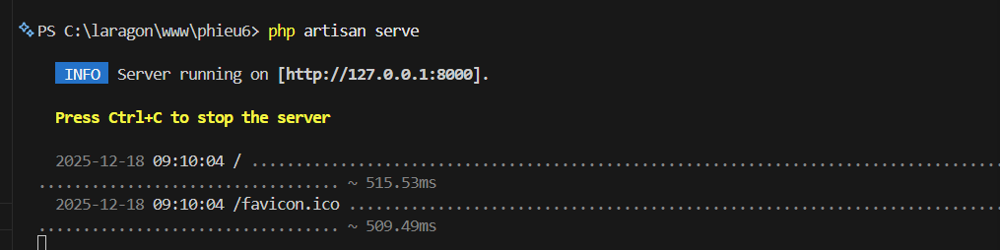 PS C:\laragon\www\phieu6> php artisan serve
INFO Server running on [http://127.0.0.1:8000].
Press Ctrl+C to stop the server
2025-12-18 09:10:04 / ....................................................................................
.................................. ~ 515.53ms
2025-12-18 09:10:04 /favicon.ico .........................................................................
.................................. ~ 509.49ms